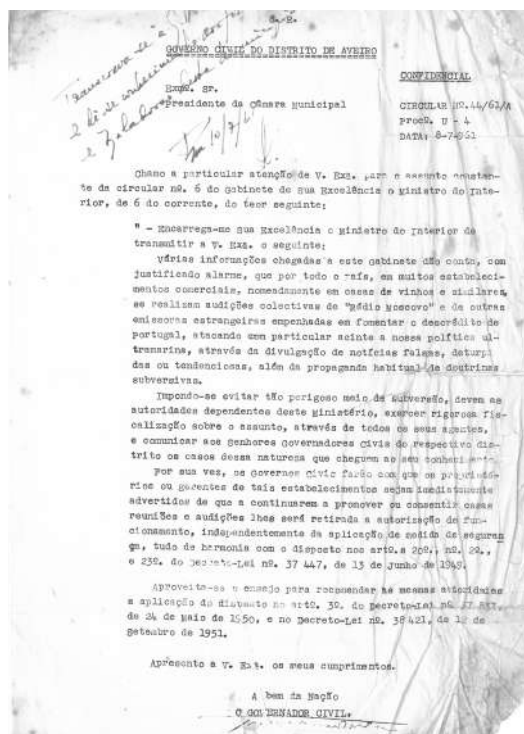 S. R.
GOVERNO CIVIL DO DISTRITO DE AVEIRO
CONFIDENCIAL
Exmº. Sr.
Presidente da Câmara Municipal
CIRCULAR Nº.44/61/A
Procº. U - 4
DATA: 8-7-961
Transcreva-se à
e dê-se conhecimento
e Zeladores
Em 10/7/61
Chamo a particular atenção de V. Exa. para o assunto constan-
te da circular nº. 6 do Gabinete de Sua Excelência o Ministro do Inte-
rior, de 6 do corrente, do teor seguinte:
" - Encarrega-me Sua Excelência o Ministro do Interior de
transmitir a V. Exa. o seguinte:
Várias informações chegadas a este Gabinete dão conta, com
justificado alarme, que por todo o País, em muitos estabeleci-
mentos comerciais, nomeadamente em casas de vinhos e similares,
se realizam audições colectivas de "Rádio Moscovo" e de outras
emissoras estrangeiras empenhadas em fomentar o descrédito de
Portugal, atacando com particular acinte a nossa política ul-
tramarina, através da divulgação de notícias falsas, deturpa
das ou tendenciosas, além da propaganda habitual de doutrinas
subversivas.
Impondo-se evitar tão perigoso meio de subversão, devem as
autoridades dependentes deste Ministério, exercer rigorosa fis-
calização sobre o assunto, através de todos os seus agentes,
e comunicar aos Senhores Governadores Civis do respectivo dis-
trito os casos dessa natureza que cheguem ao seu conhecimento.
Por sua vez, os Governos Civis farão com que os proprietá-
rios ou gerentes de tais estabelecimentos sejam imediatamente
advertidos de que a continuarem a promover ou consentir essas
reuniões e audições lhes será retirada a autorização de fun-
cionamento, independentemente da aplicação de medida de seguran
ça, tudo de harmonia com o disposto nos artº.s 20º., nº. 2º.,
e 23º. do Decreto-Lei nº. 37 447, de 13 de Junho de 1949.
Aproveita-se o ensejo para recomendar às mesmas autoridades
a aplicação do disposto no artº. 3º. do Decreto-Lei nº.
de 24 de Maio de 1950, e no Decreto-Lei nº. 38 421, de 12 de
Setembro de 1951.
Apresento a V. Exa. os meus cumprimentos.
A bem da Nação
O GOVERNADOR CIVIL,